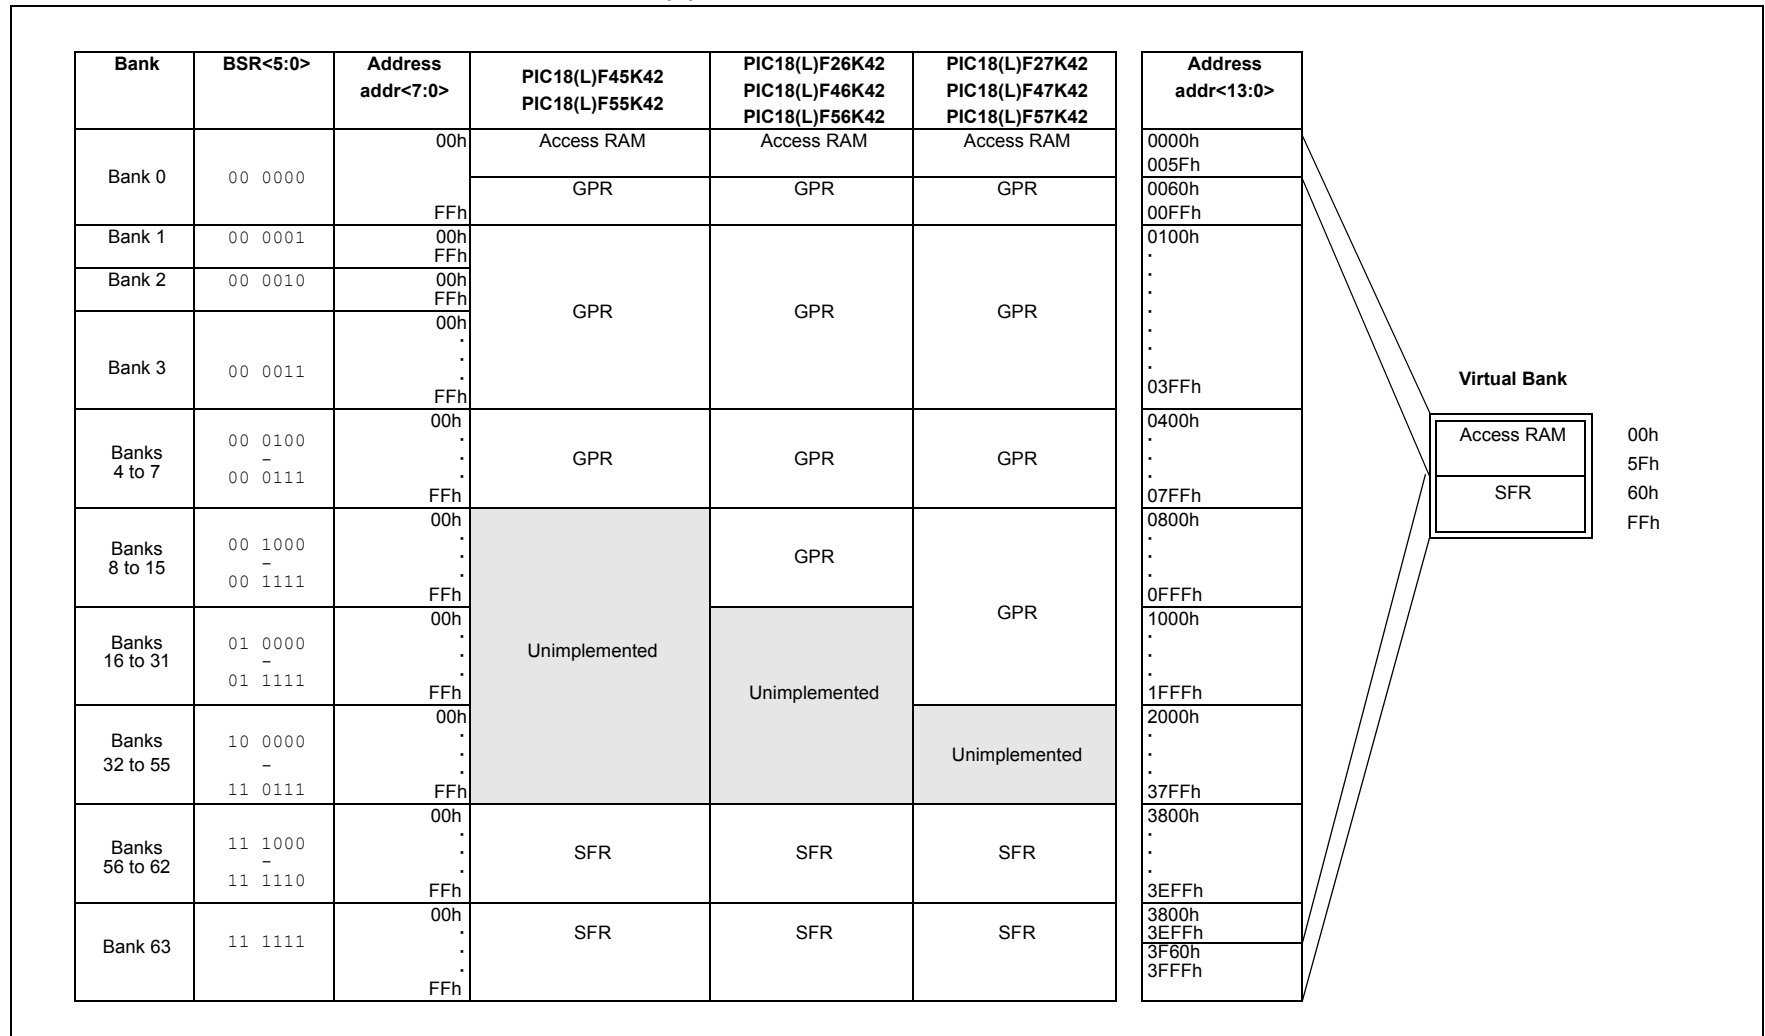 Bank BSR<5:0> Address addr<7:0> PIC18(L)F45K42 PIC18(L)F55K42 PIC18(L)F26K42 PIC18(L)F46K42 PIC18(L)F56K42 PIC18(L)F27K42 PIC18(L)F47K42 PIC18(L)F57K42 Address addr<13:0>
Bank 0 00 0000 00h Access RAM Access RAM Access RAM 0000h
005Fh
GPR GPR GPR 0060h
FFh 00FFh
Bank 1 00 0001 00h 0100h
FFh
Bank 2 00 0010 00h
FFh
GPR GPR GPR
Bank 3 00 0011 00h
FFh 03FFh
Banks 4 to 7 00 0100 – 00 0111 00h GPR GPR GPR 0400h
FFh 07FFh
Banks 8 to 15 00 1000 – 00 1111 00h GPR 0800h
FFh 0FFFh
GPR
Banks 16 to 31 01 0000 – 01 1111 00h Unimplemented 1000h
FFh Unimplemented 1FFFh
Banks 32 to 55 10 0000 – 11 0111 00h Unimplemented 2000h
FFh 37FFh
Banks 56 to 62 11 1000 – 11 1110 00h SFR SFR SFR 3800h
FFh 3EFFh
Bank 63 11 1111 00h SFR SFR SFR 3800h
3EFFh
3F60h
3FFFh
FFh
Virtual Bank
Access RAM 00h
5Fh
SFR 60h
FFh